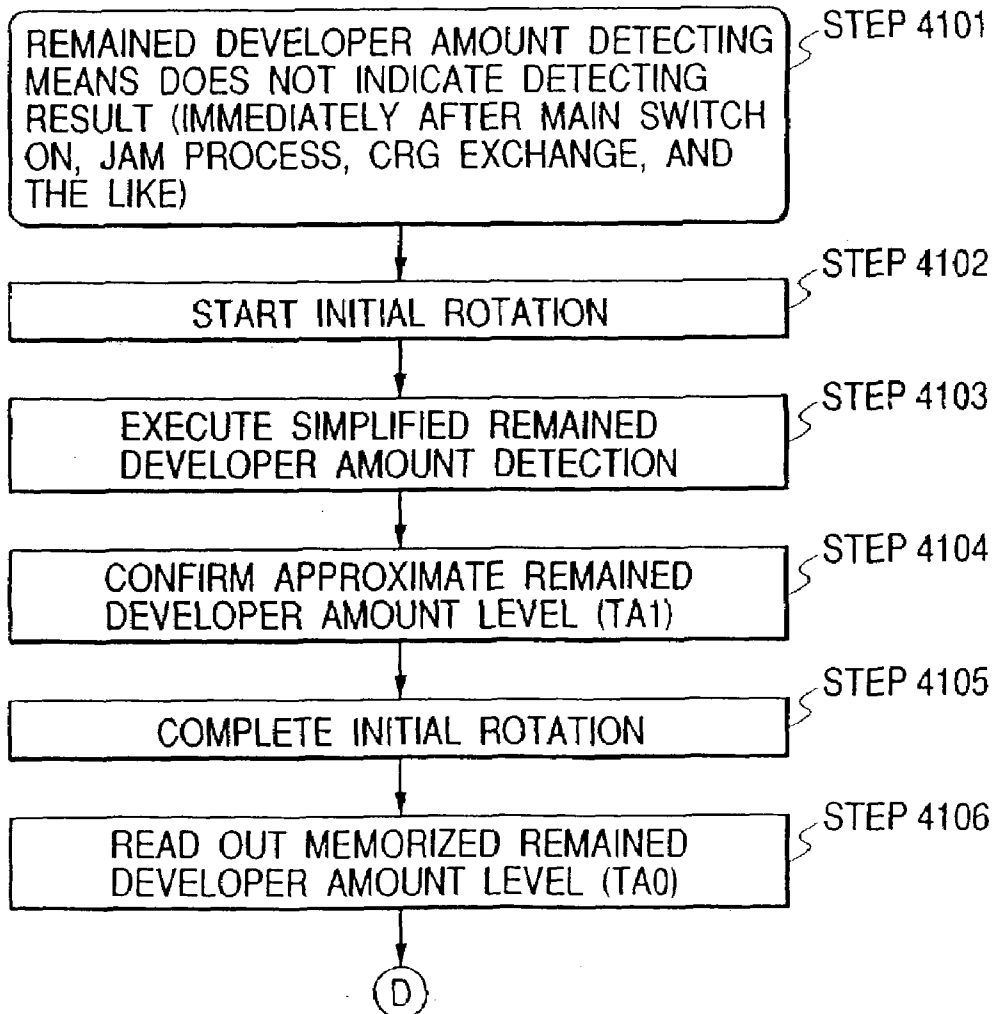 STEP 4101
REMAINED DEVELOPER AMOUNT DETECTING
MEANS DOES NOT INDICATE DETECTING
RESULT (IMMEDIATELY AFTER MAIN SWITCH
ON, JAM PROCESS, CRG EXCHANGE, AND
THE LIKE)
STEP 4102
START INITIAL ROTATION
STEP 4103
EXECUTE SIMPLIFIED REMAINED
DEVELOPER AMOUNT DETECTION
STEP 4104
CONFIRM APPROXIMATE REMAINED
DEVELOPER AMOUNT LEVEL (TA1)
STEP 4105
COMPLETE INITIAL ROTATION
STEP 4106
READ OUT MEMORIZED REMAINED
DEVELOPER AMOUNT LEVEL (TA0)
D